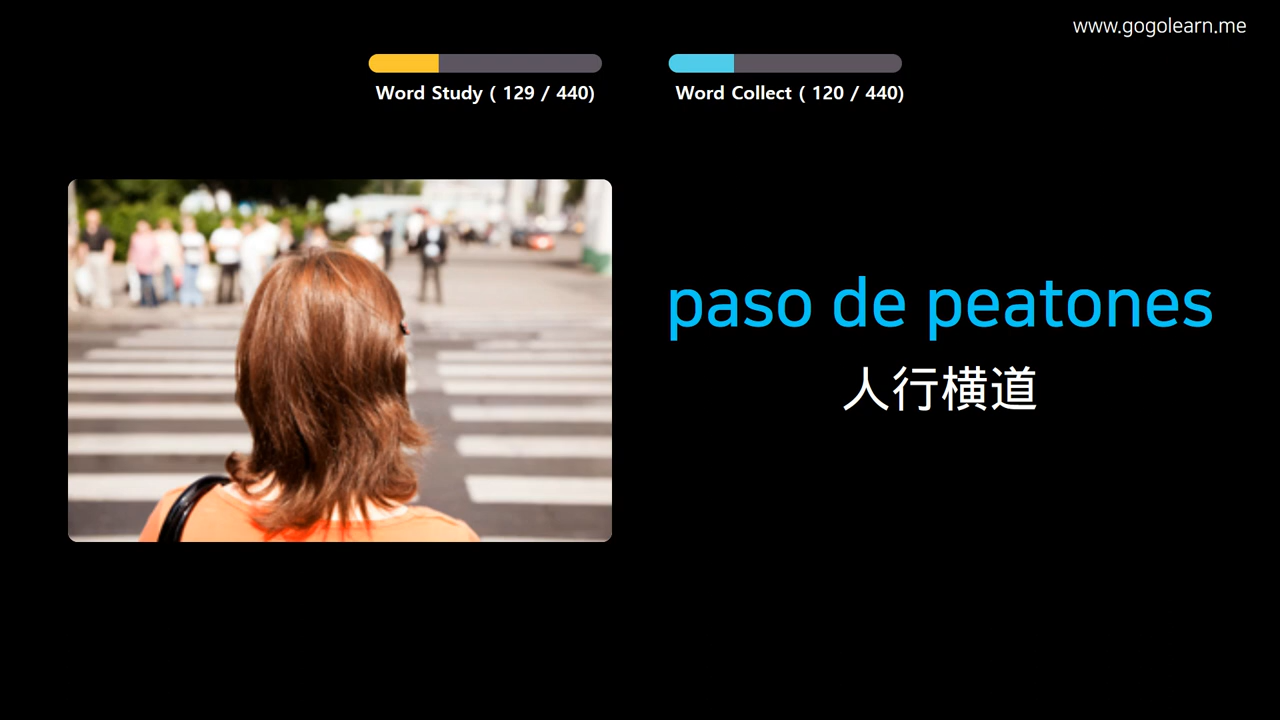 www.gogolearn.me
Word Study ( 129 / 440)
Word Collect ( 120 / 440)
paso de peatones
人行横道